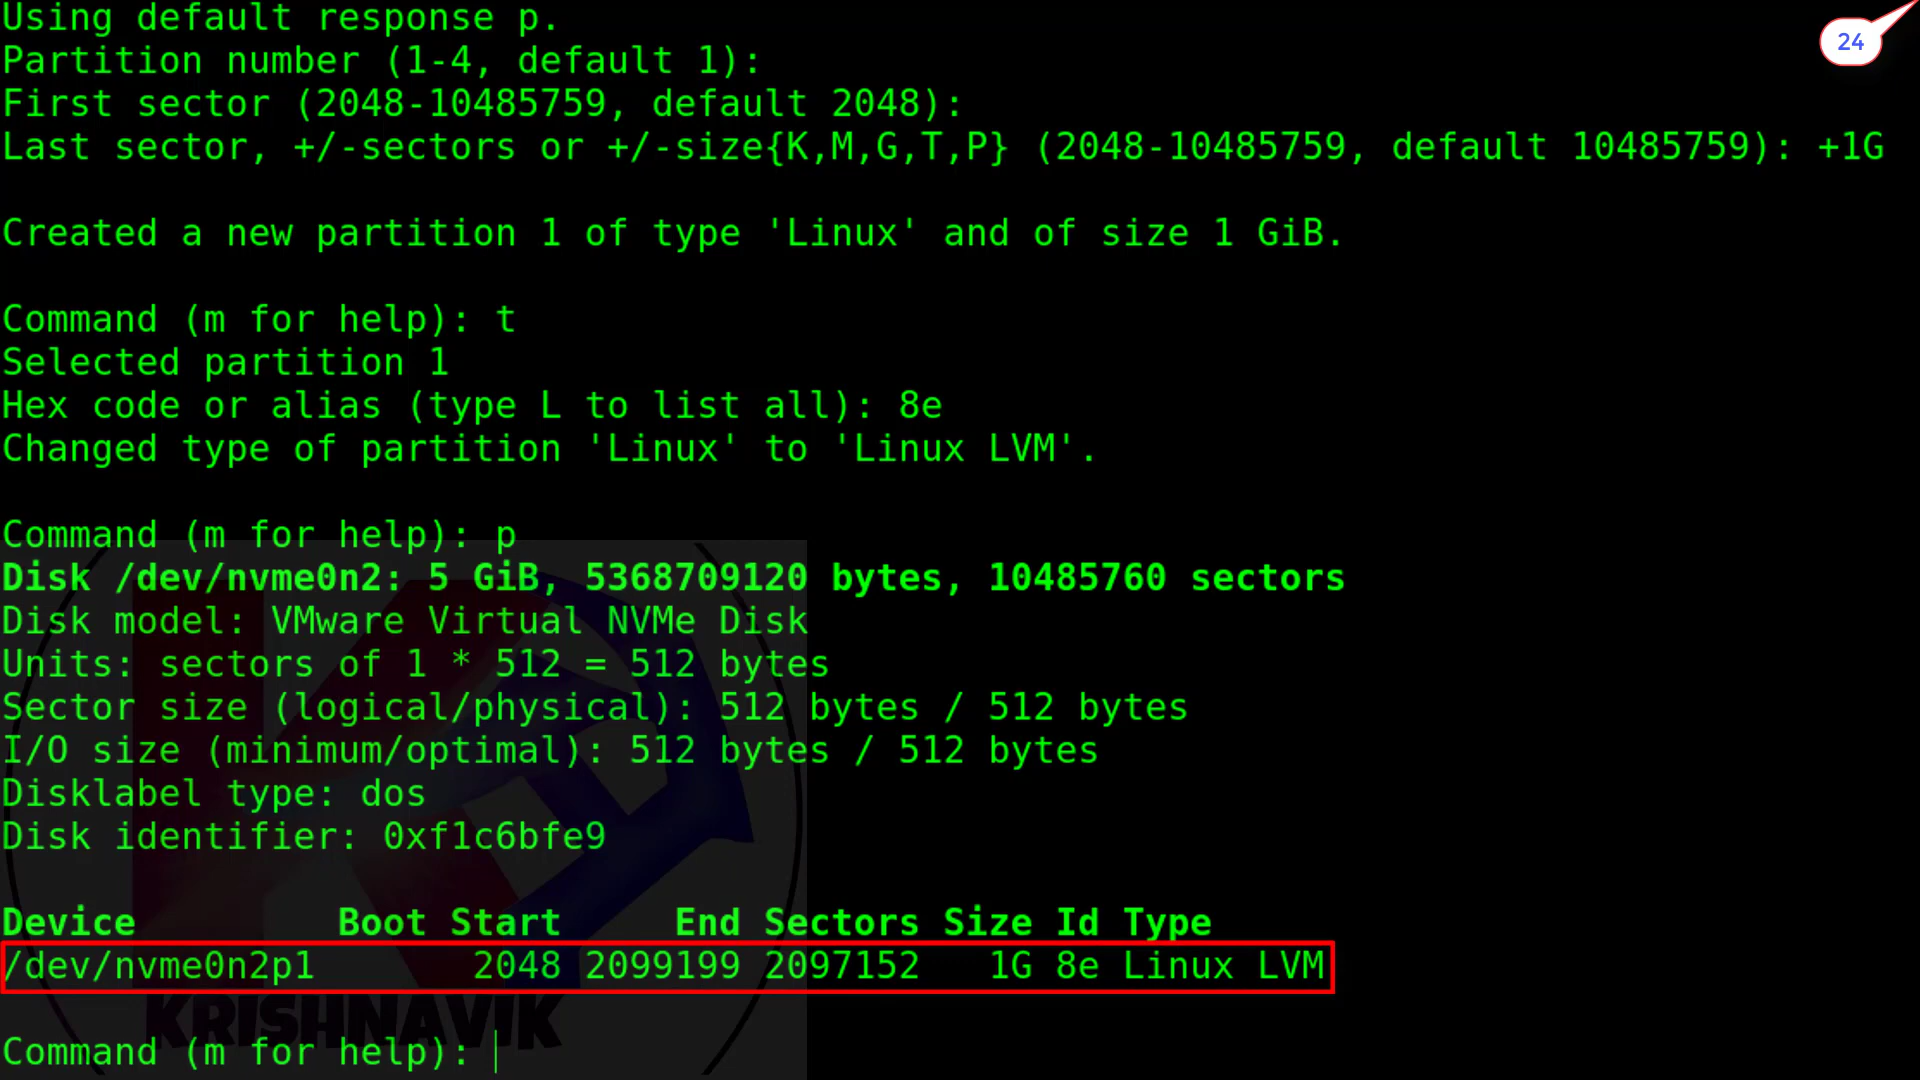 Using default response p.
24
Partition number (1-4, default 1):
First sector (2048-10485759, default 2048):
Last sector, +/-sectors or +/-size{K,M,G,T,P} (2048-10485759, default 10485759): +1G
Created a new partition 1 of type 'Linux' and of size 1 GiB.
Command (m for help): t
Selected partition 1
Hex code or alias (type L to list all): 8e
Changed type of partition 'Linux' to 'Linux LVM'.
Command (m for help): p
Disk /dev/nvme0n2: 5 GiB, 5368709120 bytes, 10485760 sectors
Disk model: VMware Virtual NVMe Disk
Units: sectors of 1 * 512 = 512 bytes
Sector size (logical/physical): 512 bytes / 512 bytes
I/O size (minimum/optimal): 512 bytes / 512 bytes
Disklabel type: dos
Disk identifier: 0xf1c6bfe9
Device Boot Start End Sectors Size Id Type
/dev/nvme0n2p1 2048 2099199 2097152 1G 8e Linux LVM
KRISHNAVIK
Command (m for help):